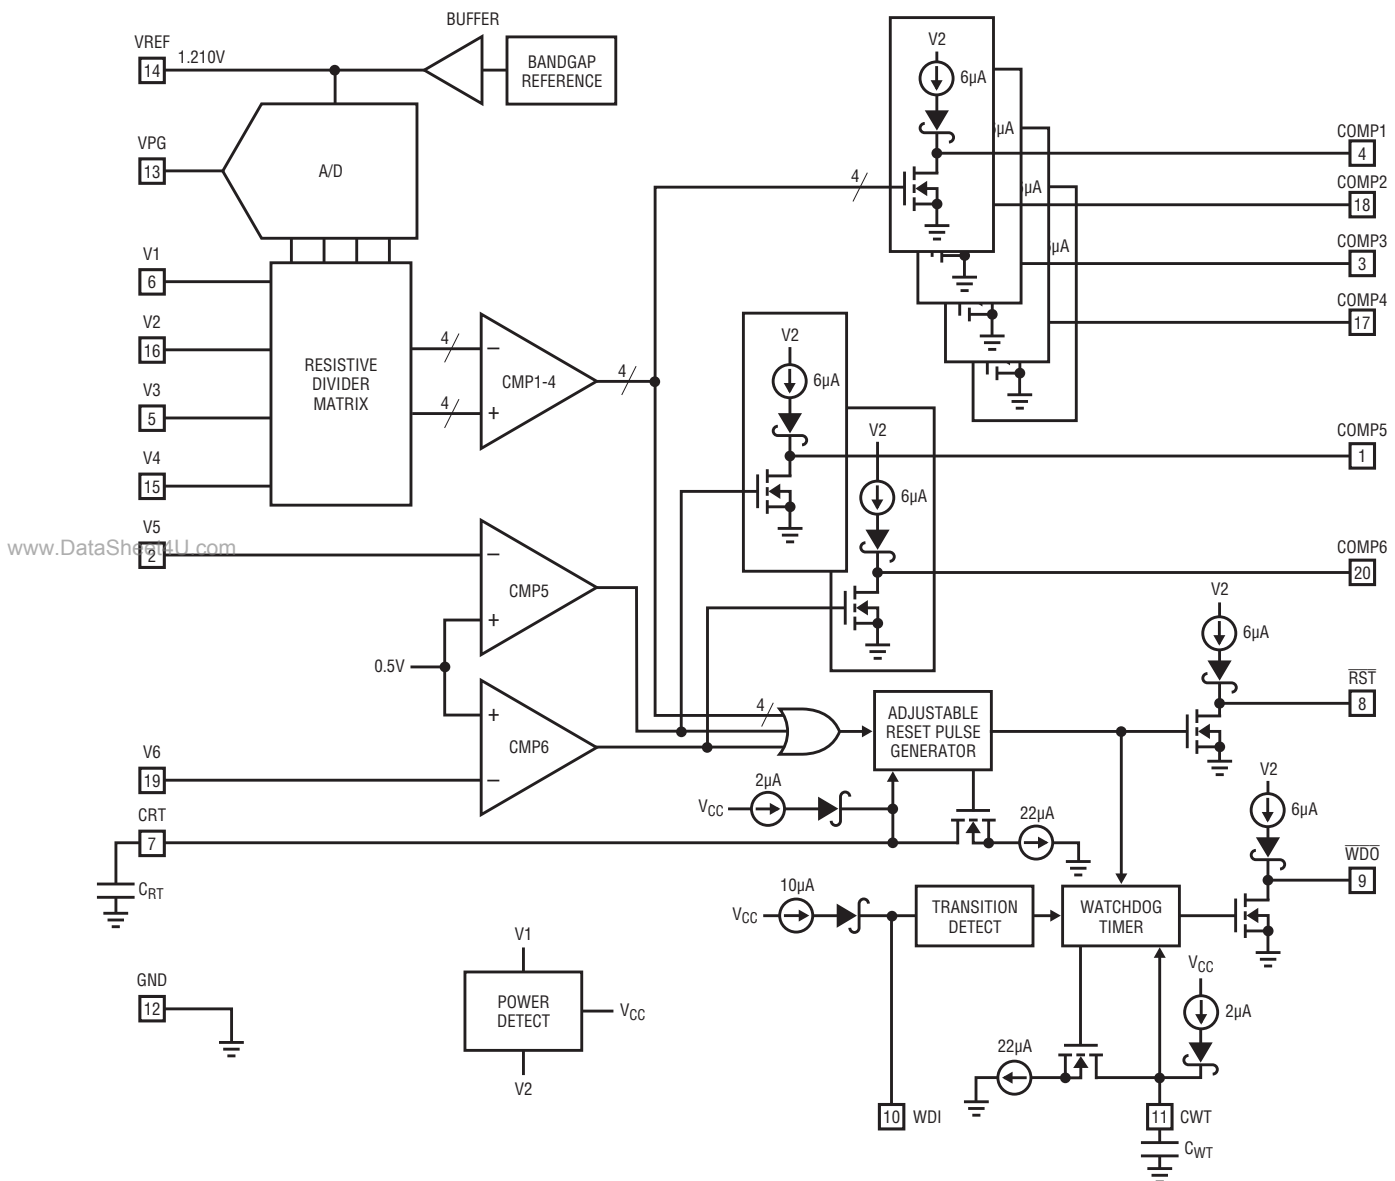 BUFFER
VREF
14
1.210V
BANDGAP
REFERENCE
VPG
13
A/D
V1
6
V2
16
V3
5
V4
15
RESISTIVE
DIVIDER
MATRIX
4
4
−
+
CMP1-4
4
4
V2
6µA
µA
µA
µA
COMP1
4
COMP2
18
COMP3
3
COMP4
17
V2
6µA
V2
6µA
COMP5
1
COMP6
20
www.DataSheet4U.com
V5
2
−
+
CMP5
0.5V
+
−
CMP6
V6
19
4
ADJUSTABLE
RESET PULSE
GENERATOR
V2
6µA
RST
8
CRT
7
CRT
VCC
2µA
22µA
V2
6µA
WDO
9
VCC
10µA
TRANSITION
DETECT
WATCHDOG
TIMER
VCC
2µA
22µA
GND
12
V1
POWER
DETECT
VCC
V2
10
WDI
11
CWT
CWT